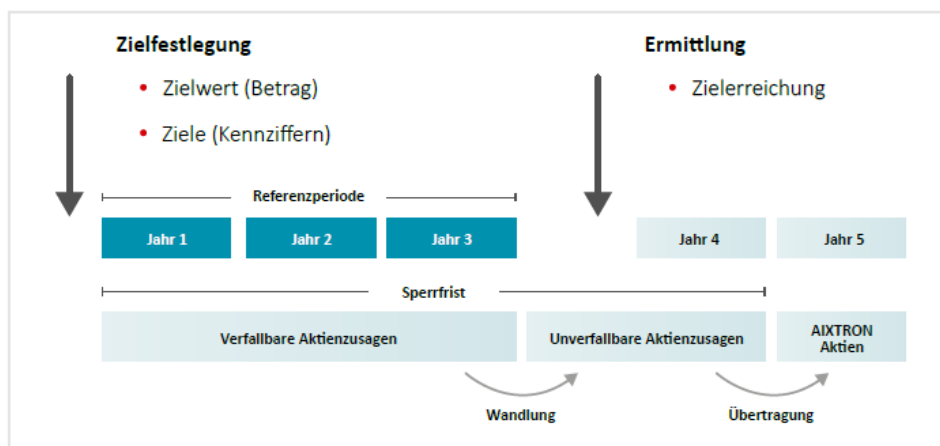 Zielfestlegung
• Zielwert (Betrag)
• Ziele (Kennziffern)
Ermittlung
• Zielerreichung
Referenzperiode
Jahr 1
Jahr 2
Jahr 3
Jahr 4
Jahr 5
Sperrfrist
Verfallbare Aktienzusagen
Unverfallbare Aktienzusagen
AIXTRON
Aktien
Wandlung
Übertragung